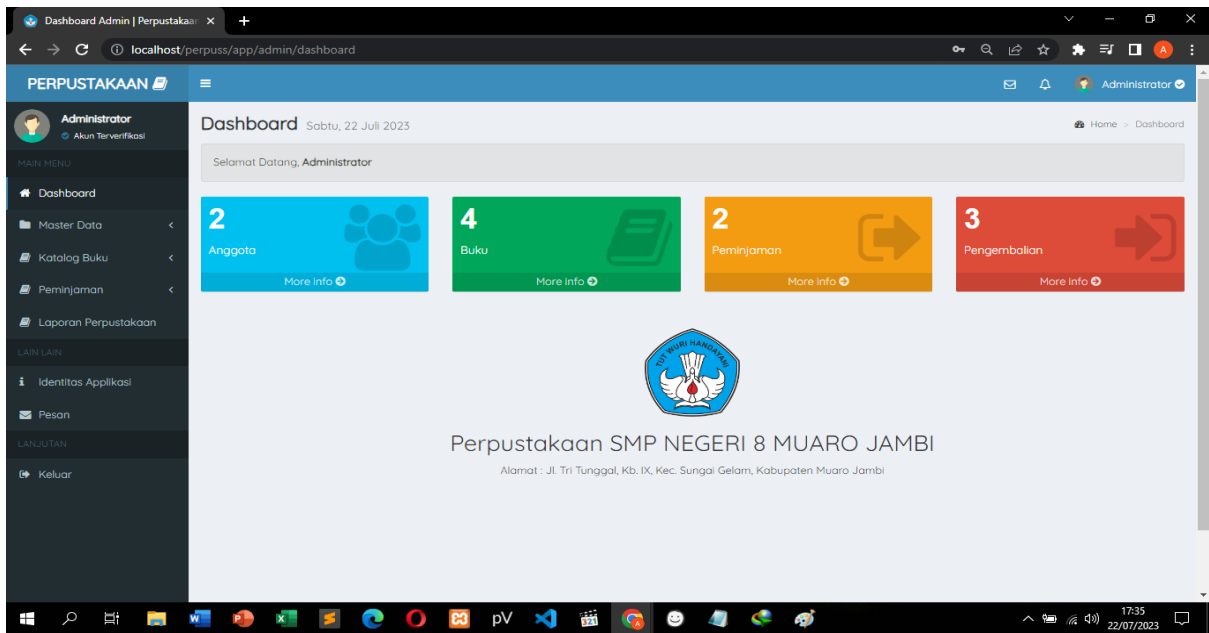 Dashboard Admin | Perpustakaan
localhost/perpuss/app/admin/dashboard
A
PERPUSTAKAAN
Administrator
Administrator
Akun Terverifikasi
Dashboard Sabtu, 22 Juli 2023
Home > Dashboard
MAIN MENU
Selamat Datang, Administrator
Dashboard
Master Data
Katalog Buku
Peminjaman
Laporan Perpustakaan
LAIN LAIN
Identitas Applikasi
Pesan
LANJUTAN
Keluar
2
Anggota
More info
4
Buku
More info
2
Peminjaman
More info
3
Pengembalian
More info
TUT WURI HANDAYANI
Perpustakaan SMP NEGERI 8 MUARO JAMBI
Alamat : Jl. Tri Tunggal, Kb. IX, Kec. Sungai Gelam, Kabupaten Muaro Jambi
pV
321
17:35
22/07/2023